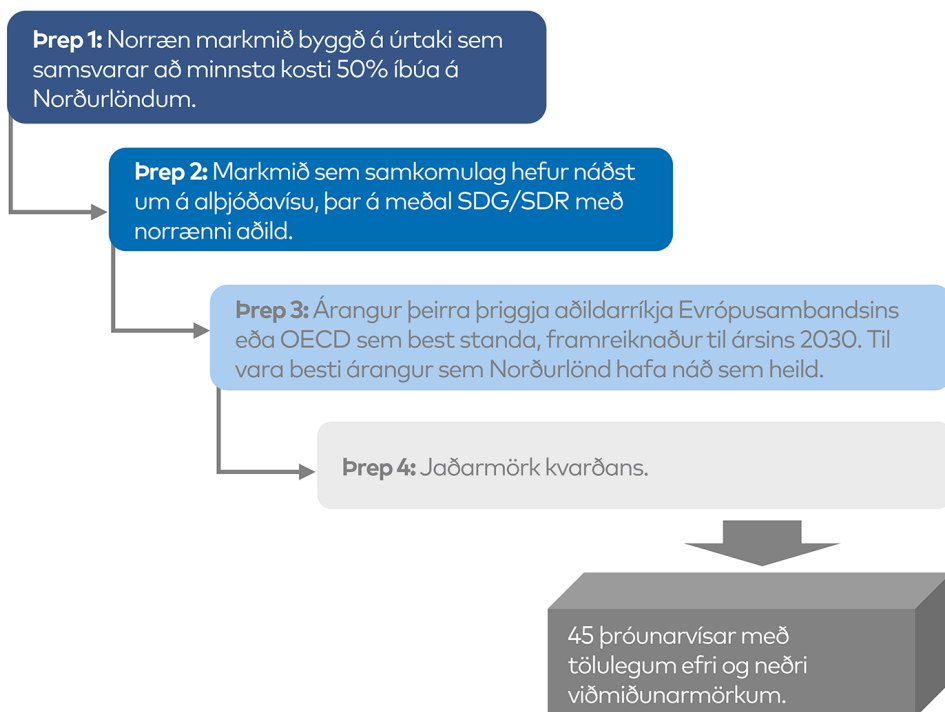 Þrep 1: Norræn markmið byggð á úrtaki sem
samsvarar að minnsta kosti 50% íbúa á
Norðurlöndum.
Þrep 2: Markmið sem samkomulag hefur náðst
um á alþjóðavísu, þar á meðal SDG/SDR með
norrænni aðild.
Þrep 3: Árangur þeirra þriggja aðildarríkja Evrópusambandsins
eða OECD sem best standa, framreiknaður til ársins 2030. Til
vara besti árangur sem Norðurlönd hafa náð sem heild.
Þrep 4: Jaðarmörk kvarðans.
45 þróunarvísar með
tölulegum efri og neðri
viðmiðunarmörkum.